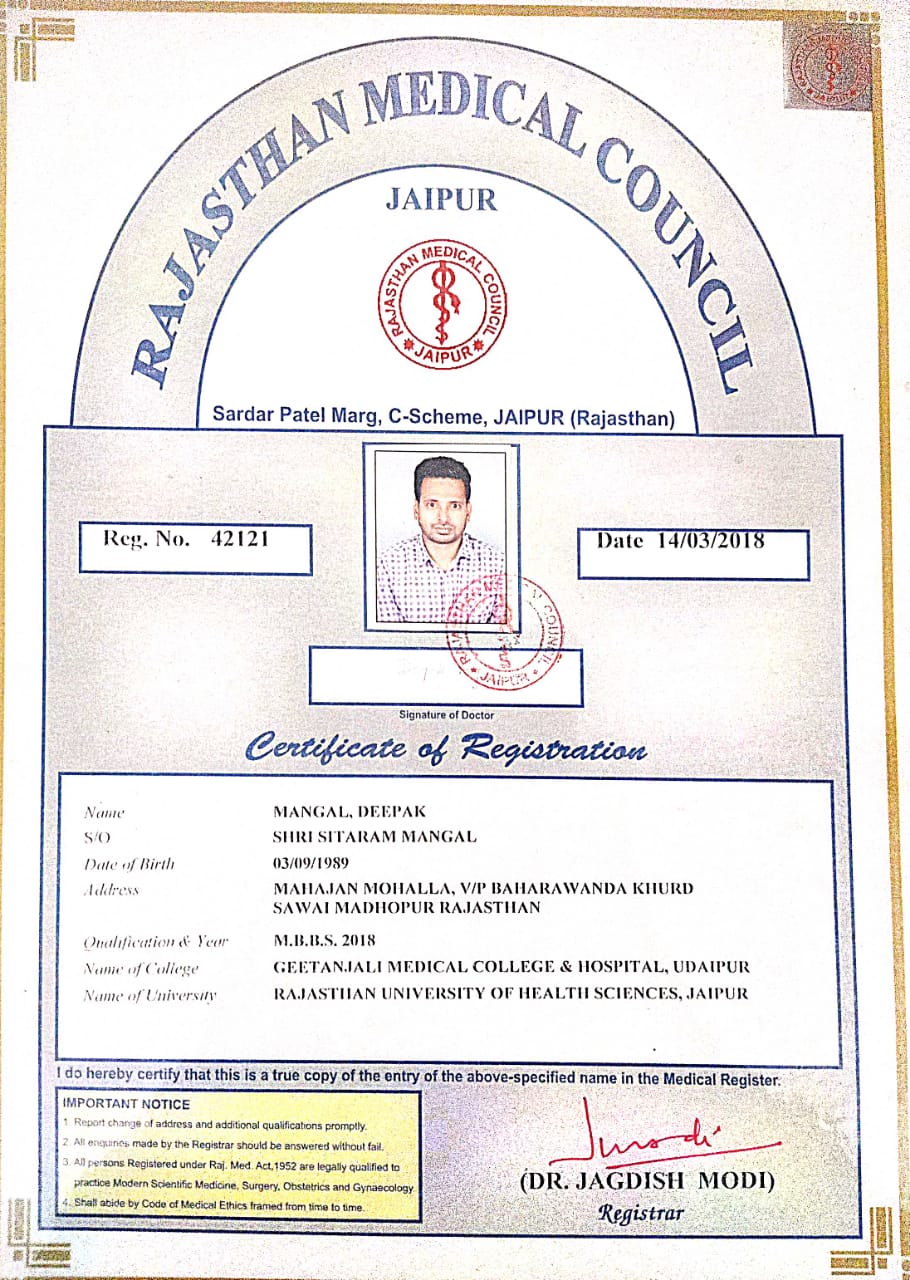 RAJASTHAN MEDICAL COUNCIL
JAIPUR
RAJASTHAN MEDICAL COUNCIL
JAIPUR
Sardar Patel Marg, C-Scheme, JAIPUR (Rajasthan)
Reg. No. 42121
Date 14/03/2018
JAIPUR
Signature of Doctor
Certificate of Registration
Name MANGAL, DEEPAK
S/O SHRI SITARAM MANGAL
Date of Birth 03/09/1989
Address MAHAJAN MOHALLA, V/P BAHARAWANDA KHURD
SAWAI MADHOPUR RAJASTHAN
Qualification & Year M.B.B.S. 2018
Name of College GEETANJALI MEDICAL COLLEGE & HOSPITAL, UDAIPUR
Name of University RAJASTHAN UNIVERSITY OF HEALTH SCIENCES, JAIPUR
I do hereby certify that this is a true copy of the entry of the above-specified name in the Medical Register.
IMPORTANT NOTICE
1. Report change of address and additional qualifications promptly.
2. All enquiries made by the Registrar should be answered without fail.
3. All persons Registered under Raj. Med. Act,1952 are legally qualified to
practice Modern Scientific Medicine, Surgery, Obstetrics and Gynaecology
4. Shall abide by Code of Medical Ethics framed from time to time.
(DR. JAGDISH MODI)
Registrar